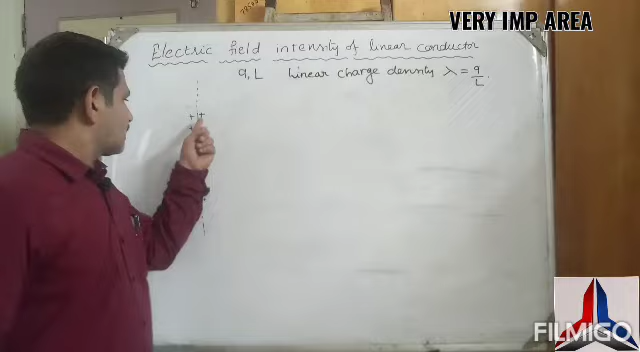 VERY IMP AREA
Electric field intensity of linear conductor
q, L Linear charge density λ = q/L.
+ +
+
FILMIGO